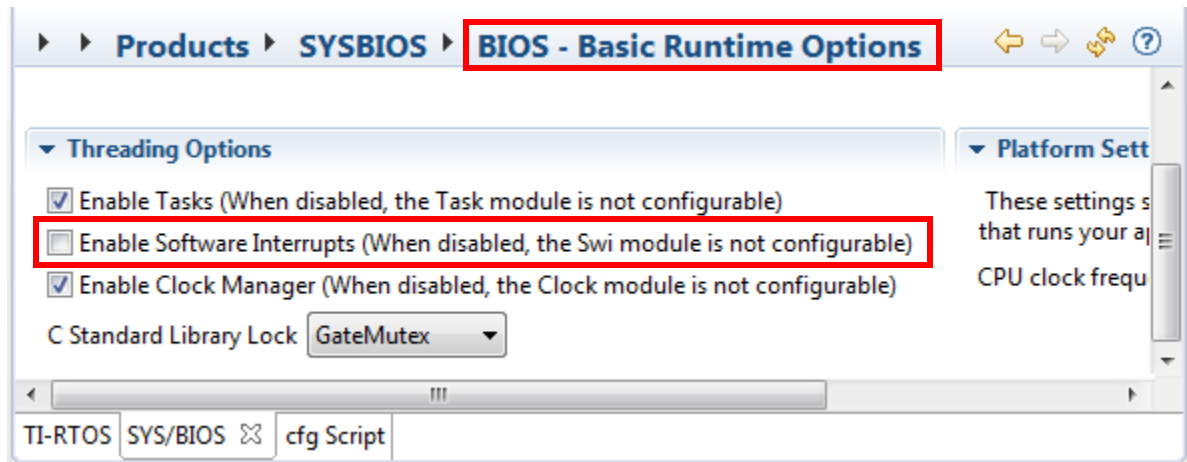 Products SYSBIOS BIOS - Basic Runtime Options
Threading Options
Enable Tasks (When disabled, the Task module is not configurable)
Enable Software Interrupts (When disabled, the Swi module is not configurable)
Enable Clock Manager (When disabled, the Clock module is not configurable)
C Standard Library Lock GateMutex
Platform Sett
These settings s
that runs your a
CPU clock frequ
TI-RTOS SYS/BIOS cfg Script